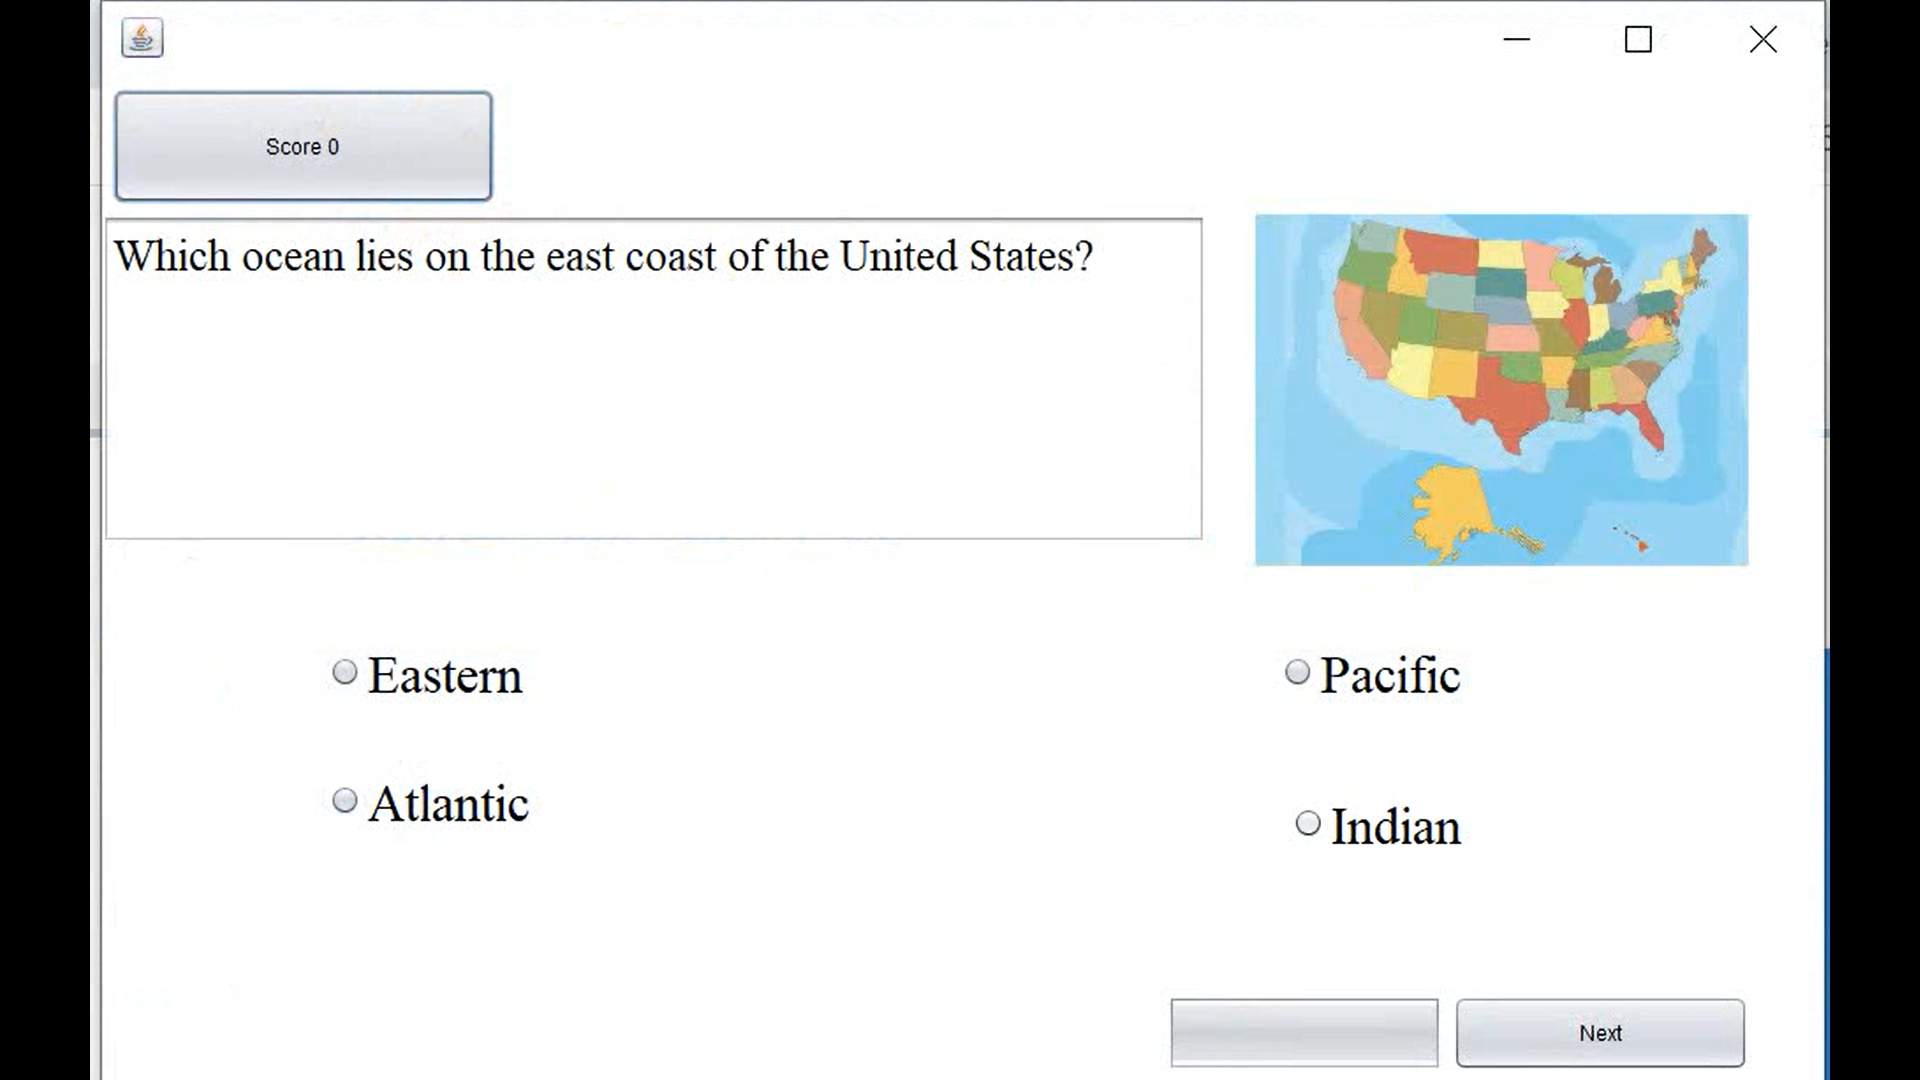 Score 0
Which ocean lies on the east coast of the United States?
Eastern
Pacific
Atlantic
Indian
Next